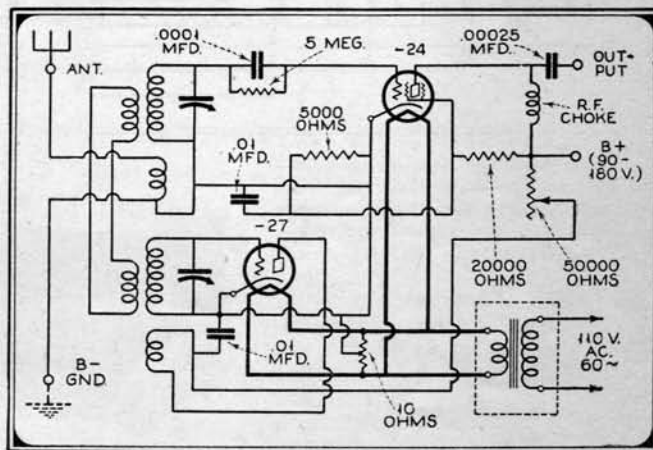 .0001
MFD.
.5 MEG.
-24
.00025
MFD.
OUT-
PUT
ANT.
5000
OHMS
R.F.
CHOKE
.01
MFD.
B+
(90-
180 V.)
-27
20000
OHMS
50000
OHMS
B-
GND.
.01
MFD.
10
OHMS
110 V.
AC.
60~